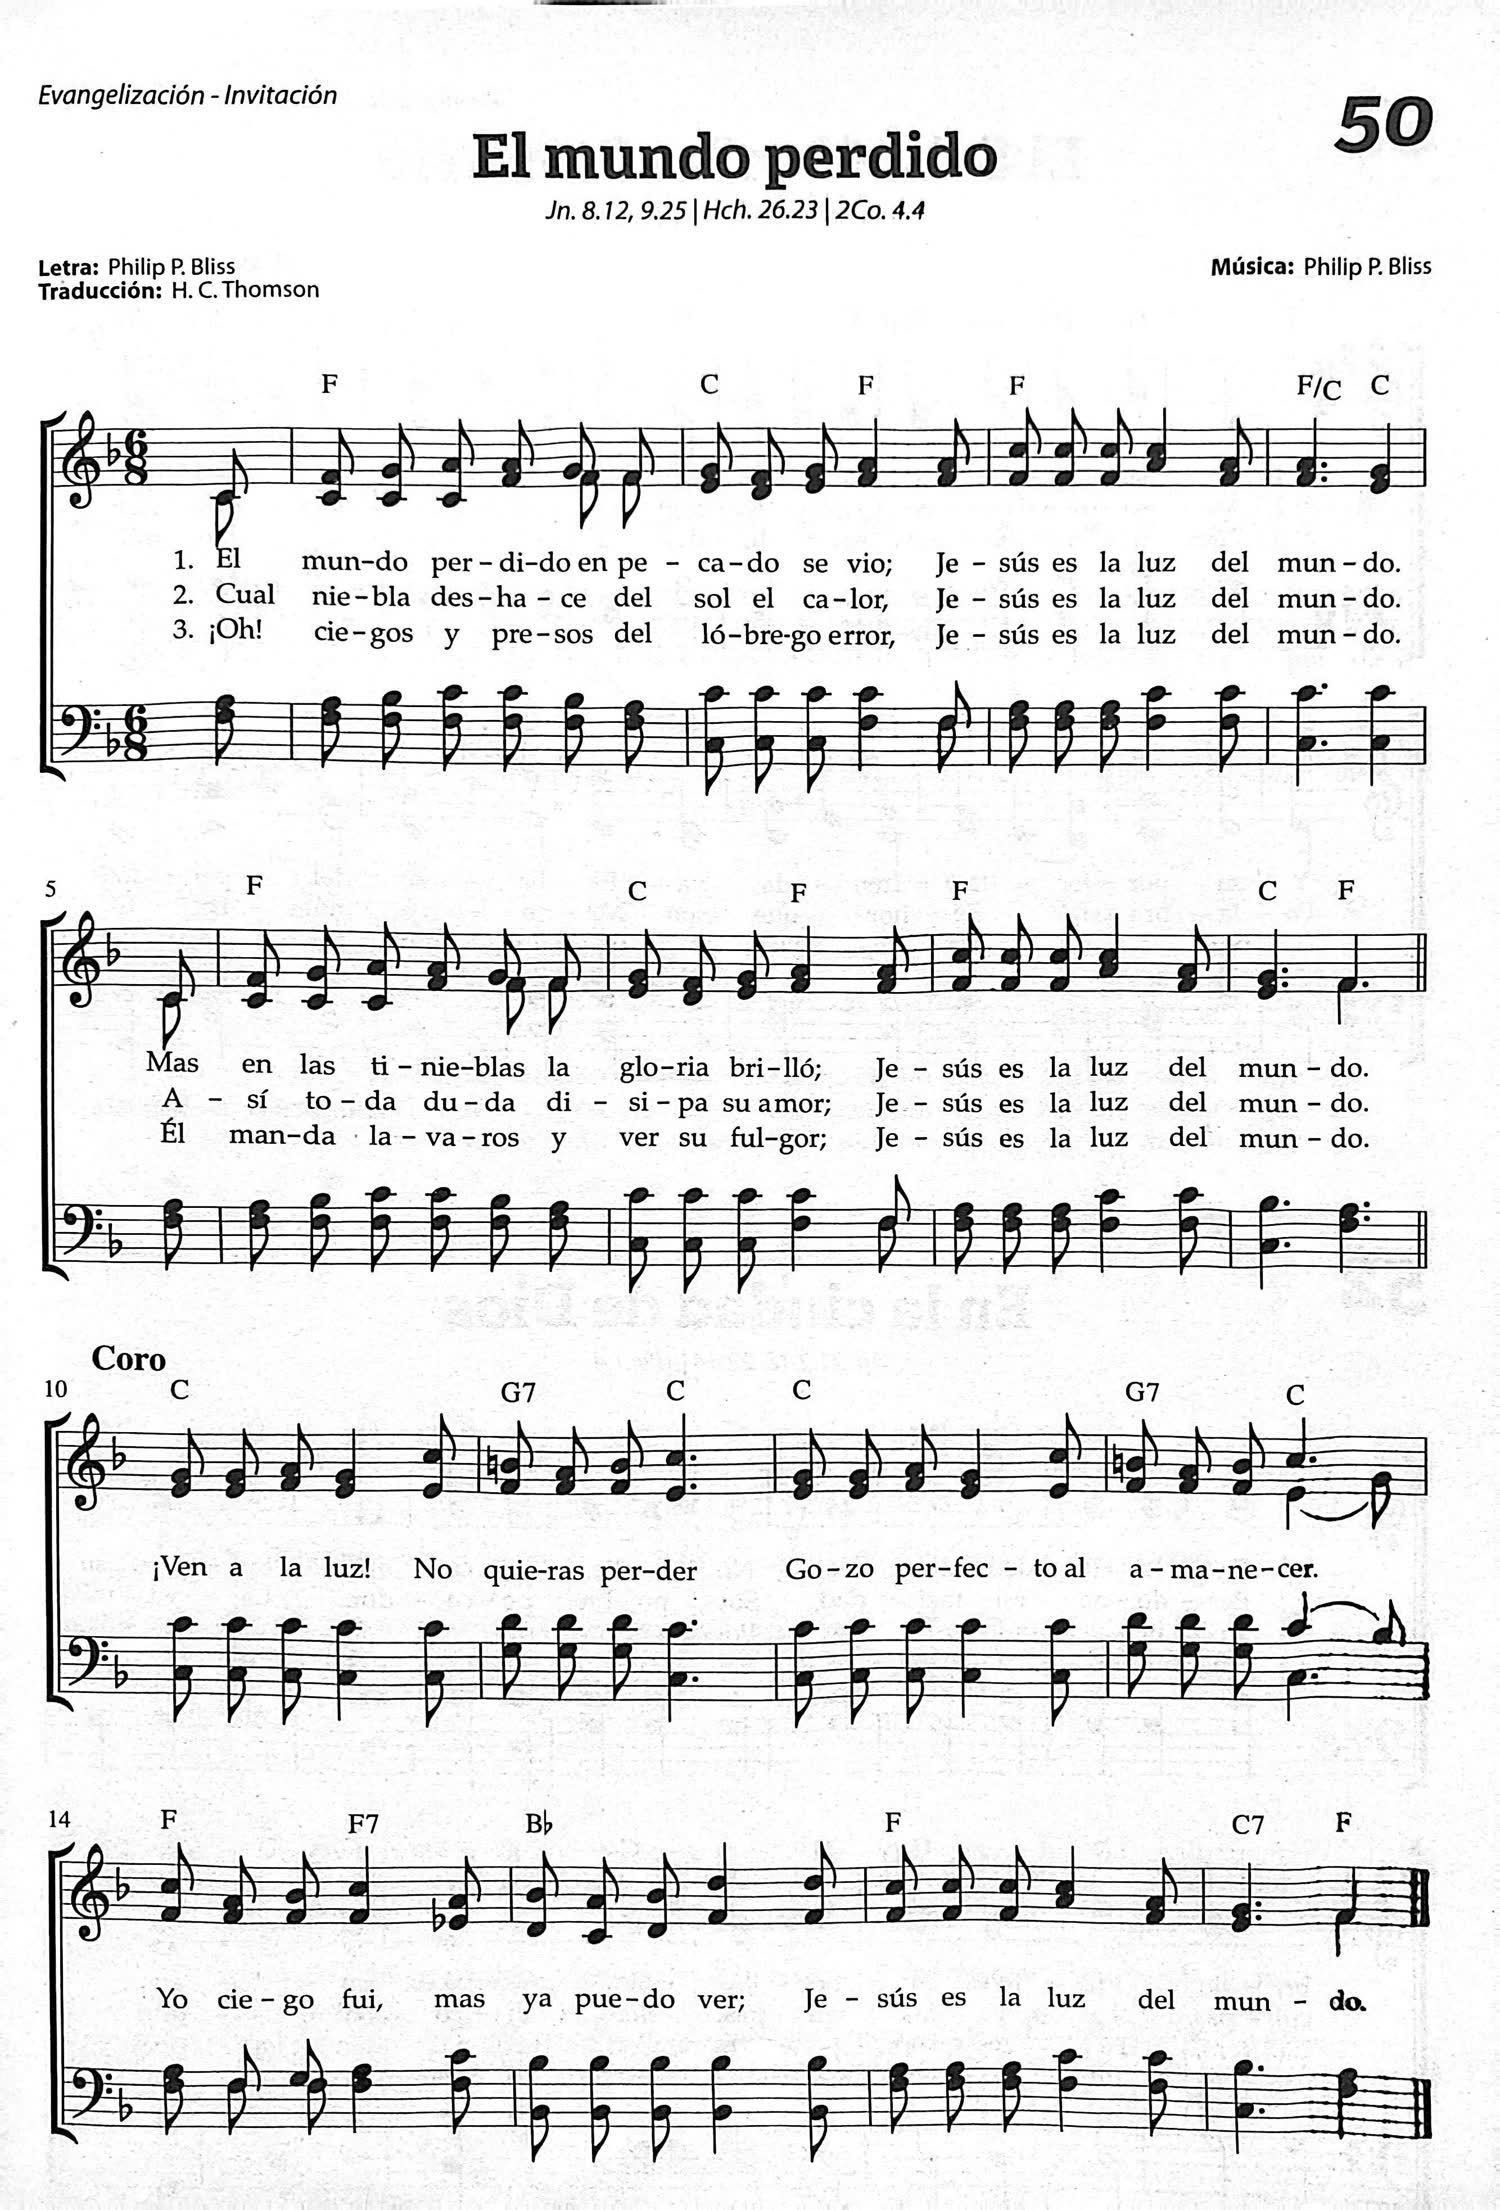 Evangelización - Invitación
50
El mundo perdido
Jn. 8.12, 9.25 | Hch. 26.23 | 2Co. 4.4
Letra: Philip P. Bliss
Música: Philip P. Bliss
Traducción: H. C. Thomson
F C F F F/C C
6 8
1. El mun-do per-di-do en pe-ca-do se vio; Je-sús es la luz del mun-do.
2. Cual nie-bla des-ha-ce del sol el ca-lor, Je-sús es la luz del mun-do.
3. ¡Oh! cie-gos y pre-sos del ló-bre-go error, Je-sús es la luz del mun-do.
6 8
5 F C F F C F
Mas en las ti-nie-blas la glo-ria bri-lló; Je-sús es la luz del mun-do.
A-sí to-da du-da di-si-pa su amor; Je-sús es la luz del mun-do.
Él man-da la-va-ros y ver su ful-gor; Je-sús es la luz del mun-do.
Coro
10 C G7 C C G7 C
¡Ven a la luz! No quie-ras per-der Go-zo per-fec-to al a-ma-ne-cer.
14 F F7 B♭ F C7 F
Yo cie-go fui, mas ya pue-do ver; Je-sús es la luz del mun-do.